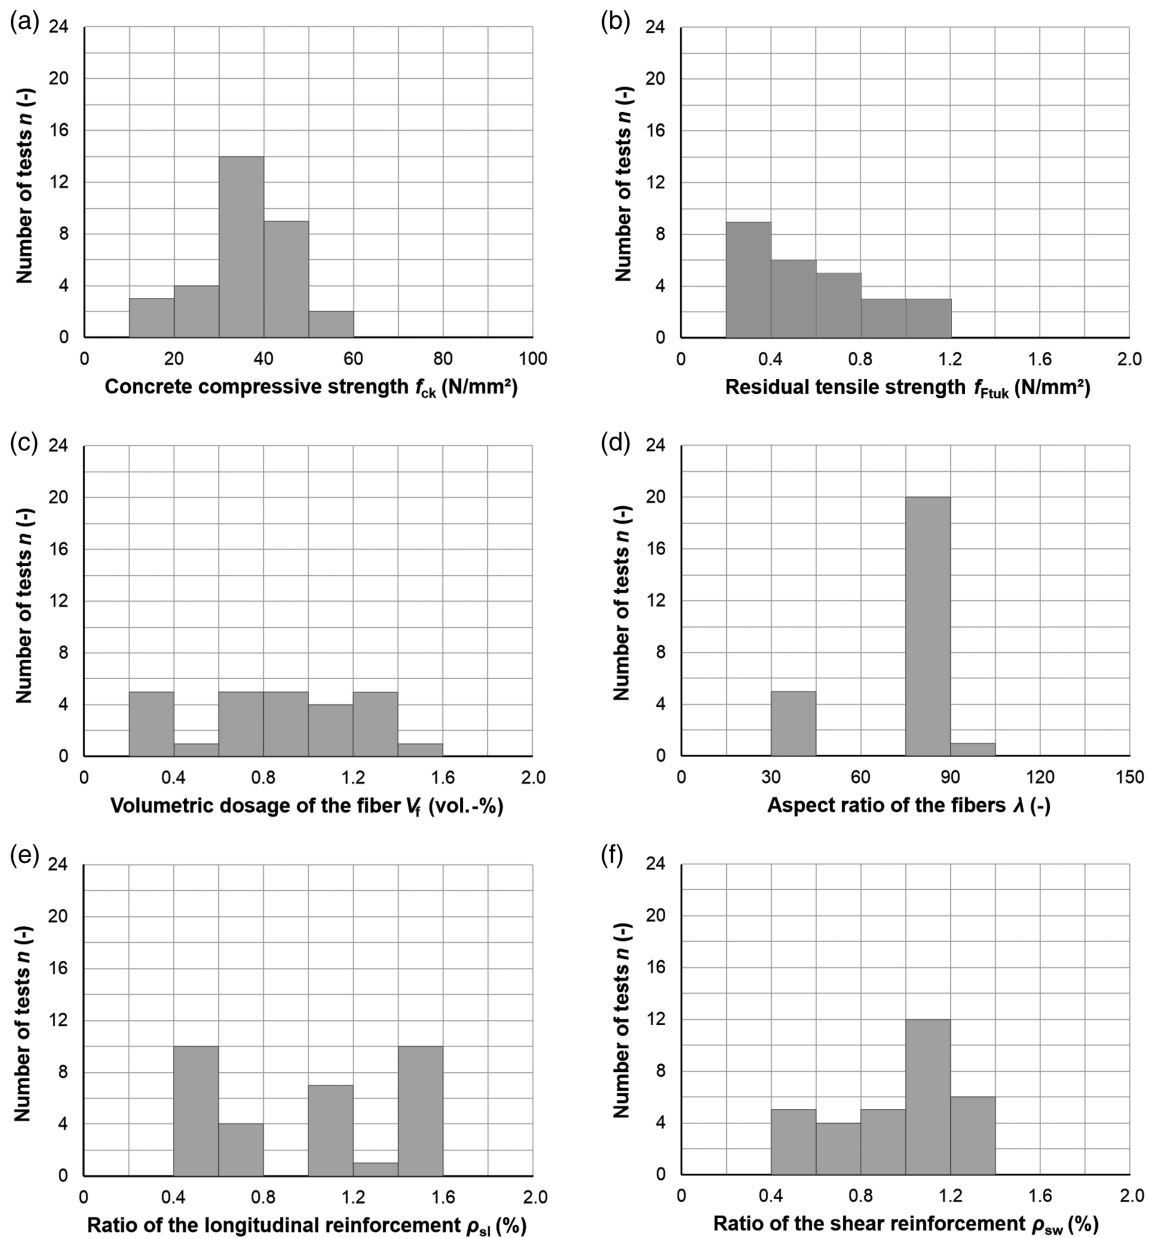 (a)
24
20
16
12
8
4
0
Number of tests n (-)
0 20 40 60 80 100
Concrete compressive strength fck (N/mm²)
(b)
24
20
16
12
8
4
0
Number of tests n (-)
0 0.4 0.8 1.2 1.6 2.0
Residual tensile strength fFtuk (N/mm²)
(c)
24
20
16
12
8
4
0
Number of tests n (-)
0 0.4 0.8 1.2 1.6 2.0
Volumetric dosage of the fiber Vf (vol.-%)
(d)
24
20
16
12
8
4
0
Number of tests n (-)
0 30 60 90 120 150
Aspect ratio of the fibers λ (-)
(e)
24
20
16
12
8
4
0
Number of tests n (-)
0 0.4 0.8 1.2 1.6 2.0
Ratio of the longitudinal reinforcement ρsl (%)
(f)
24
20
16
12
8
4
0
Number of tests n (-)
0 0.4 0.8 1.2 1.6 2.0
Ratio of the shear reinforcement ρsw (%)